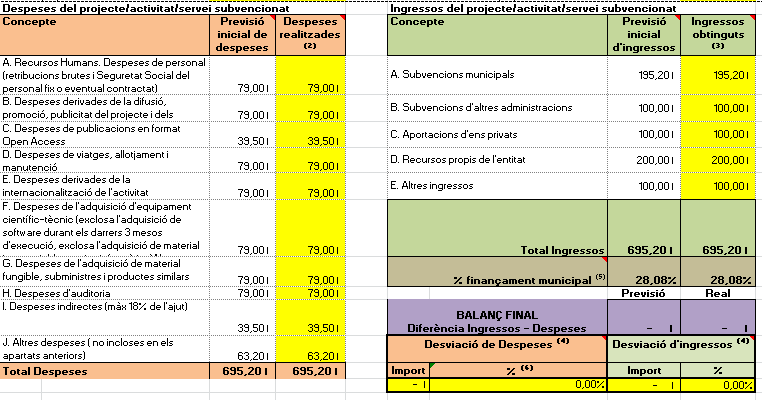 Despeses del projecte/activitat/servei subvencionat
Concepte
Previsió inicial de despeses
Despeses realitzades (2)
A. Recursos Humans. Despeses de personal
(retribucions brutes i Seguretat Social del
personal fix o eventual contractat)
79,00 l
79,00 l
B. Despeses derivades de la difusió,
promoció, publicitat del projecte i dels
79,00 l
79,00 l
C. Despeses de publicacions en format
Open Access
39,50 l
39,50 l
D. Despeses de viatges, allotjament i
manutenció
79,00 l
79,00 l
E. Despeses derivades de la
internacionalització de l'activitat
79,00 l
79,00 l
F. Despeses de l'adquisició d'equipament
científic-tècnic (exclosa l'adquisició de
software durant els darrers 3 mesos
d'execució, exclosa l'adquisició de material
79,00 l
79,00 l
G. Despeses de l'adquisició de material
fungible, subministres i productes similars
79,00 l
79,00 l
H. Despeses d'auditoria
79,00 l
79,00 l
I. Despeses indirectes (màx 18% de l'ajut)
39,50 l
39,50 l
J. Altres despeses ( no incloses en els
apartats anteriors)
63,20 l
63,20 l
Total Despeses
695,20 l
695,20 l
Ingressos del projecte/activitat/servei subvencionat
Concepte
Previsió inicial d'ingressos
Ingressos obtinguts (3)
A. Subvencions municipals
195,20 l
195,20 l
B. Subvencions d'altres administracions
100,00 l
100,00 l
C. Aportacions d'ens privats
100,00 l
100,00 l
D. Recursos propis de l'entitat
200,00 l
200,00 l
E. Altres ingressos
100,00 l
100,00 l
Total Ingressos
695,20 l
695,20 l
% finançament municipal (5)
28,08%
28,08%
Previsió
Real
BALANÇ FINAL
Diferència Ingressos - Despeses
- l
- l
Desviació de Despeses (4)
Desviació d'ingressos (4)
Import
% (6)
Import
%
- l
0,00%
- l
0,00%